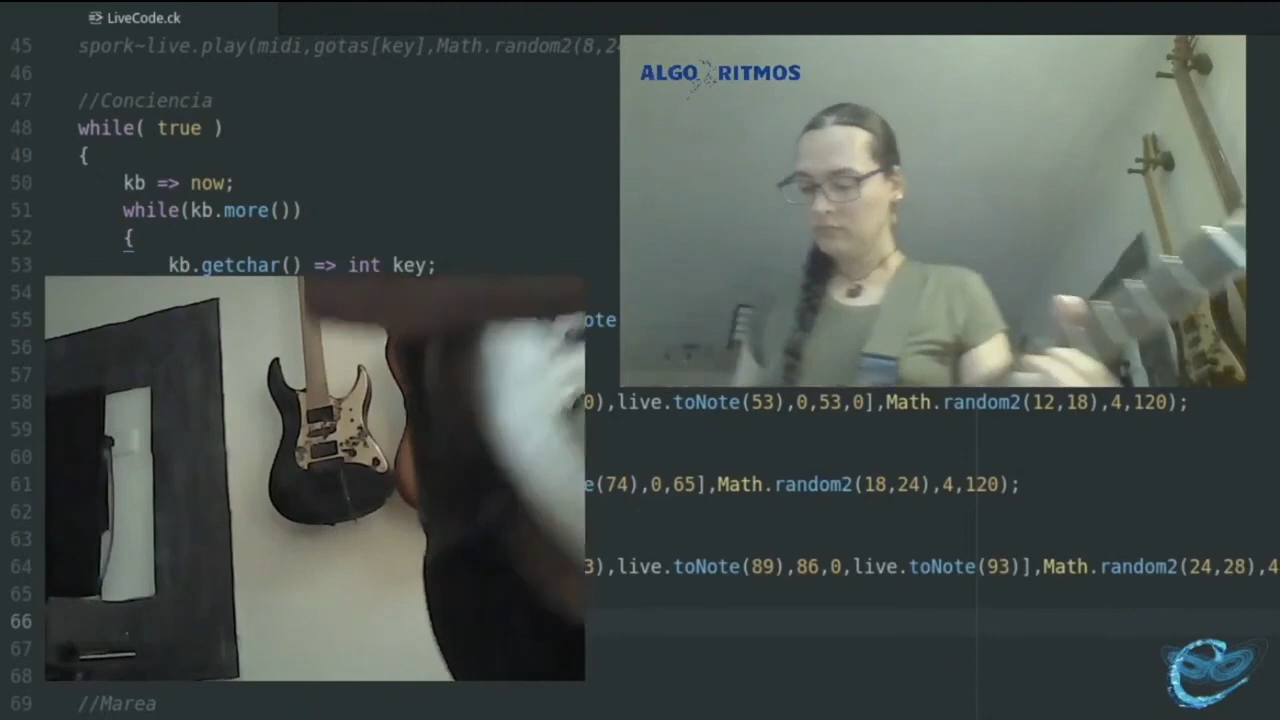 LiveCode.ck
45 spork~live.play(midi,gotas[key],Math.random2(8,2
46
47 //Conciencia
48 while( true )
49 {
50 kb => now;
51 while(kb.more())
52 {
53 kb.getchar() => int key;
54
55 ote
56
57
58 0),live.toNote(53),0,53,0],Math.random2(12,18),4,120);
59
60
61 e(74),0,65],Math.random2(18,24),4,120);
62
63
64 3),live.toNote(89),86,0,live.toNote(93)],Math.random2(24,28),4
65
66
67
68
69 //Marea
ALGO RITMOS